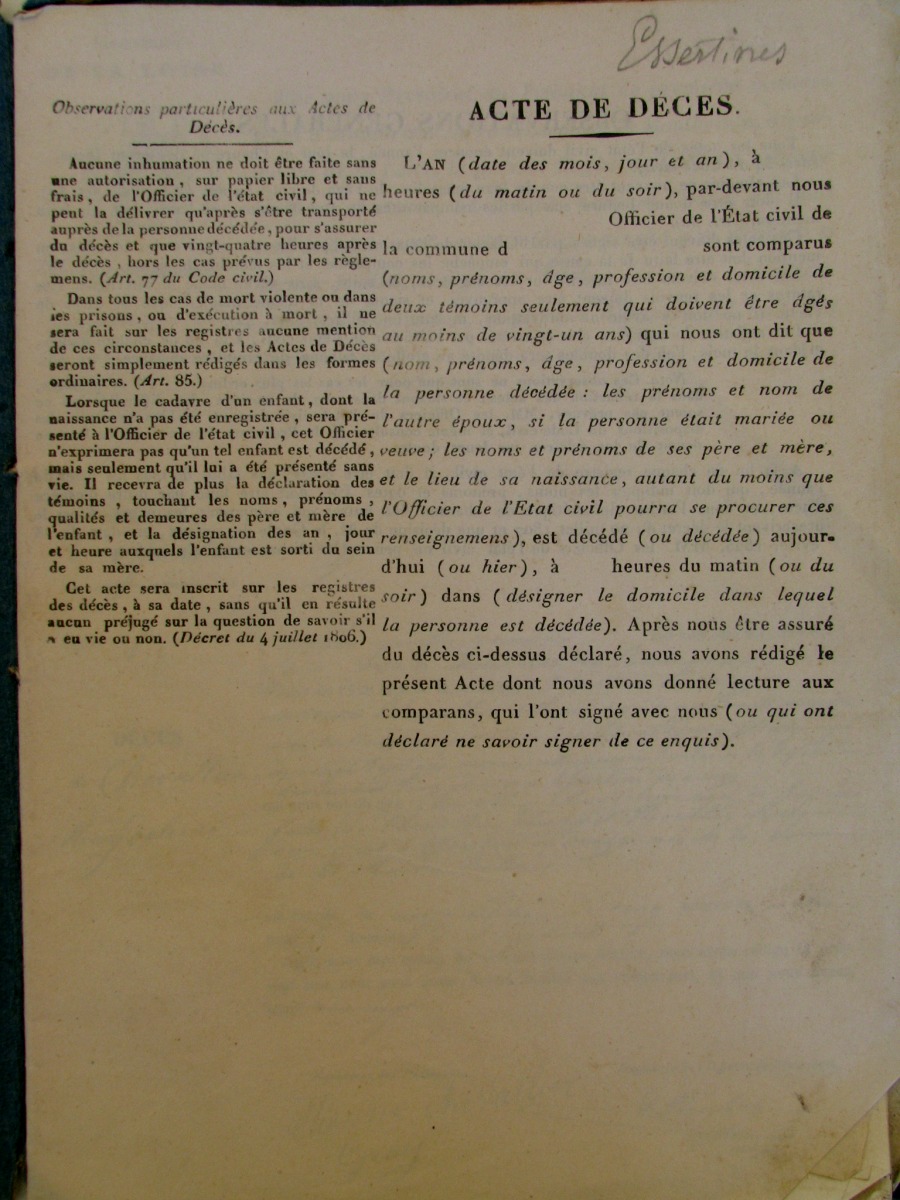 Essertines
Observations particulières aux Actes de
Décès.
Aucune inhumation ne doit être faite sans
une autorisation, sur papier libre et sans
frais, de l'Officier de l'état civil, qui ne
peut la délivrer qu'après s'être transporté
auprès de la personne décédée, pour s'assurer
du décès et que vingt-quatre heures après
le décès, hors les cas prévus par les règle-
mens. (Art. 77 du Code civil.)
Dans tous les cas de mort violente ou dans
les prisons, ou d'exécution à mort, il ne
sera fait sur les registres aucune mention
de ces circonstances, et les Actes de Décès
seront simplement rédigés dans les formes
ordinaires. (Art. 85.)
Lorsque le cadavre d'un enfant, dont la
naissance n'a pas été enregistrée, sera pré-
senté à l'Officier de l'état civil, cet Officier
n'exprimera pas qu'un tel enfant est décédé,
mais seulement qu'il lui a été présenté sans
vie. Il recevra de plus la déclaration des
témoins, touchant les noms, prénoms,
qualités et demeures des père et mère de
l'enfant, et la désignation des an, jour
et heure auxquels l'enfant est sorti du sein
de sa mère.
Cet acte sera inscrit sur les registres
des décès, à sa date, sans qu'il en résulte
aucun préjugé sur la question de savoir s'il
a eu vie ou non. (Décret du 4 juillet 1806.)
ACTE DE DÉCES.
L'AN (date des mois, jour et an), à
heures (du matin ou du soir), par-devant nous
Officier de l'État civil de
la commune d sont comparus
(noms, prénoms, âge, profession et domicile de
deux témoins seulement qui doivent être âgés
au moins de vingt-un ans) qui nous ont dit que
(nom, prénoms, âge, profession et domicile de
la personne décédée : les prénoms et nom de
l'autre époux, si la personne était mariée ou
veuve; les noms et prénoms de ses père et mère,
et le lieu de sa naissance, autant du moins que
l'Officier de l'Etat civil pourra se procurer ces
renseignemens), est décédé (ou décédée) aujour-
d'hui (ou hier), à heures du matin (ou du
soir) dans (désigner le domicile dans lequel
la personne est décédée). Après nous être assuré
du décès ci-dessus déclaré, nous avons rédigé le
présent Acte dont nous avons donné lecture aux
comparans, qui l'ont signé avec nous (ou qui ont
déclaré ne savoir signer de ce enquis).